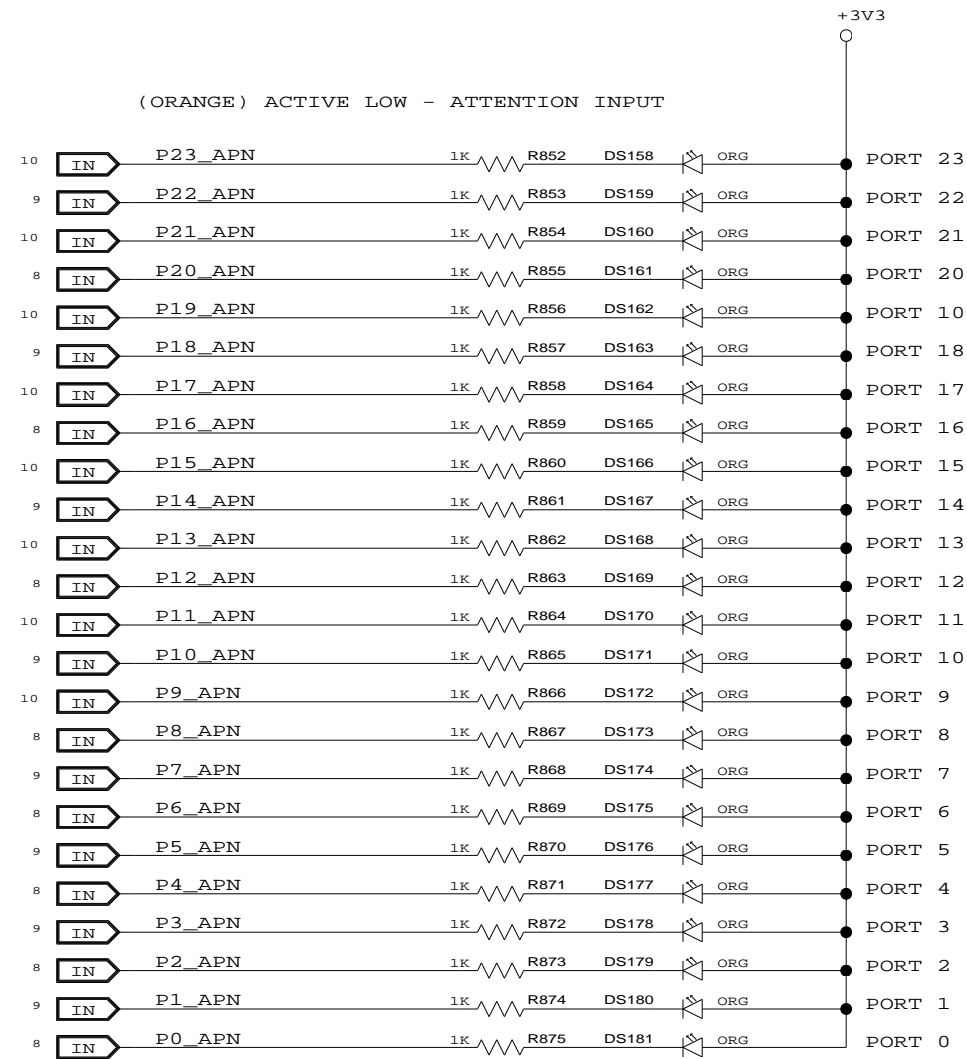 +3V3
(ORANGE) ACTIVE LOW - ATTENTION INPUT
10 IN P23_APN 1K R852 DS158 ORG PORT 23
9 IN P22_APN 1K R853 DS159 ORG PORT 22
10 IN P21_APN 1K R854 DS160 ORG PORT 21
8 IN P20_APN 1K R855 DS161 ORG PORT 20
10 IN P19_APN 1K R856 DS162 ORG PORT 10
9 IN P18_APN 1K R857 DS163 ORG PORT 18
10 IN P17_APN 1K R858 DS164 ORG PORT 17
8 IN P16_APN 1K R859 DS165 ORG PORT 16
10 IN P15_APN 1K R860 DS166 ORG PORT 15
9 IN P14_APN 1K R861 DS167 ORG PORT 14
10 IN P13_APN 1K R862 DS168 ORG PORT 13
8 IN P12_APN 1K R863 DS169 ORG PORT 12
10 IN P11_APN 1K R864 DS170 ORG PORT 11
9 IN P10_APN 1K R865 DS171 ORG PORT 10
10 IN P9_APN 1K R866 DS172 ORG PORT 9
8 IN P8_APN 1K R867 DS173 ORG PORT 8
9 IN P7_APN 1K R868 DS174 ORG PORT 7
8 IN P6_APN 1K R869 DS175 ORG PORT 6
9 IN P5_APN 1K R870 DS176 ORG PORT 5
8 IN P4_APN 1K R871 DS177 ORG PORT 4
9 IN P3_APN 1K R872 DS178 ORG PORT 3
8 IN P2_APN 1K R873 DS179 ORG PORT 2
9 IN P1_APN 1K R874 DS180 ORG PORT 1
8 IN P0_APN 1K R875 DS181 ORG PORT 0